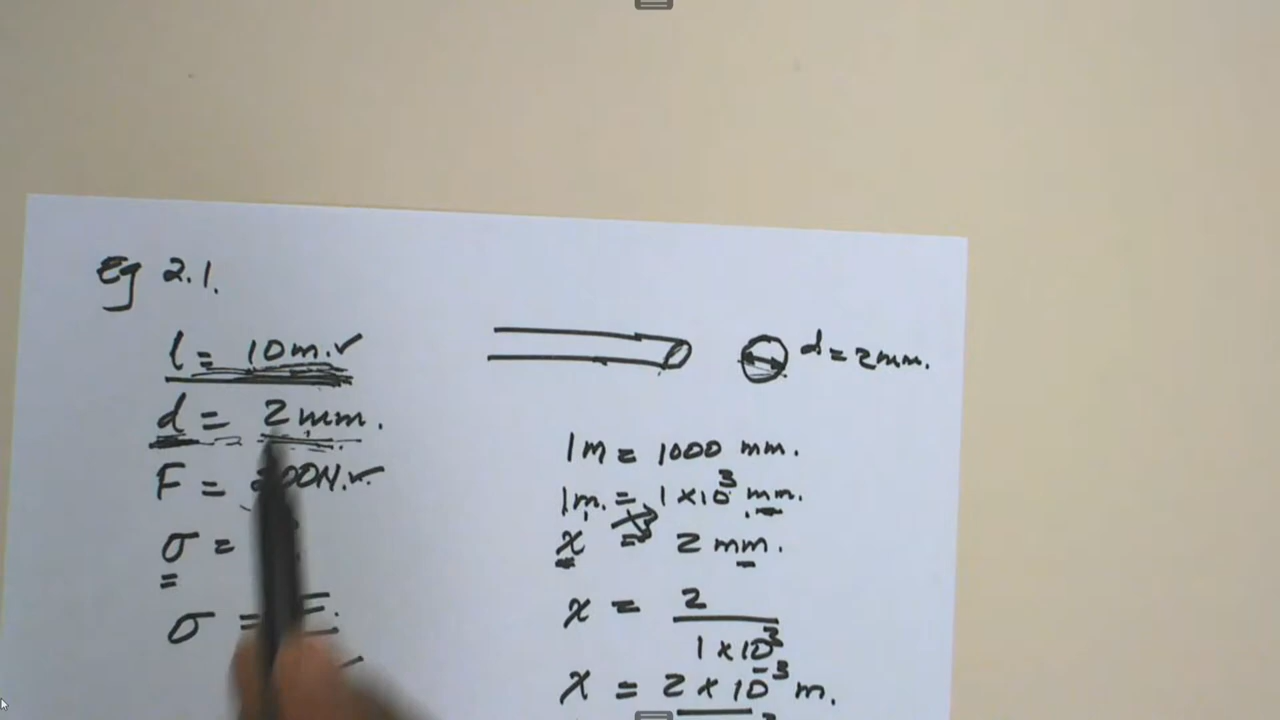 Eg 2.1.
l = 10m. ✓
d = 2mm.
F = 00N. ✓
σ =
σ = F.
d = 2mm.
1m = 1000 mm.
1m. = 1 × 10³ mm.
x = 2 mm.
x = 2
1 × 10³
x = 2 × 10⁻³ m.